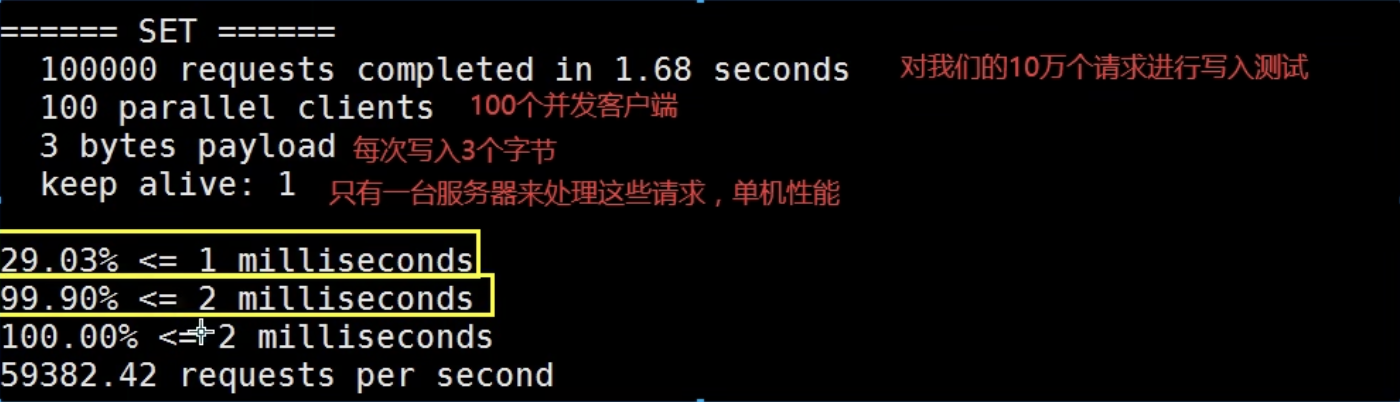 ====== SET ======
100000 requests completed in 1.68 seconds 对我们的10万个请求进行写入测试
100 parallel clients 100个并发客户端
3 bytes payload 每次写入3个字节
keep alive: 1 只有一台服务器来处理这些请求，单机性能
29.03% <= 1 milliseconds
99.90% <= 2 milliseconds
100.00% <= 2 milliseconds
59382.42 requests per second